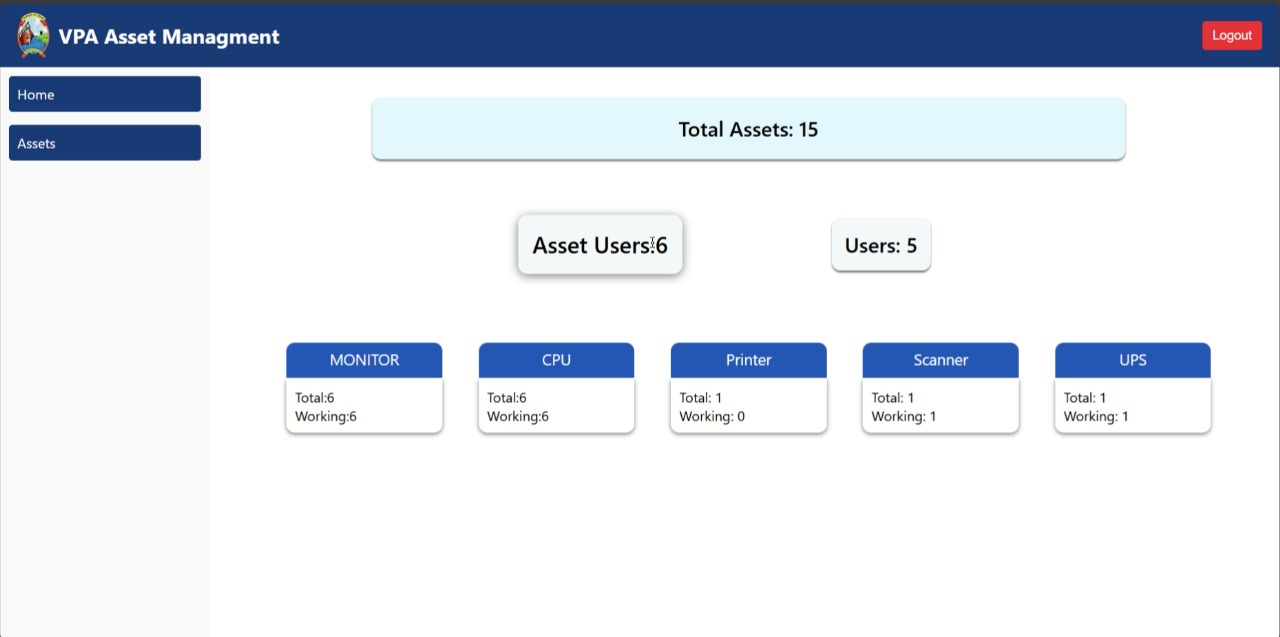 VPA Asset Managment
Logout
Home
Assets
Total Assets: 15
Asset Users:6
Users: 5
MONITOR
Total:6
Working:6
CPU
Total:6
Working:6
Printer
Total: 1
Working: 0
Scanner
Total: 1
Working: 1
UPS
Total: 1
Working: 1